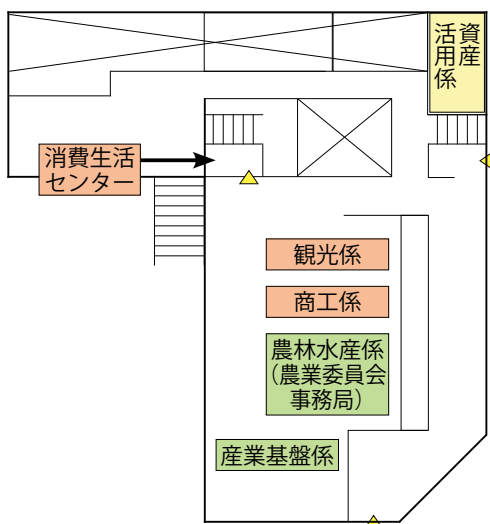 資産
活用係
消費生活
センター
観光係
商工係
農林水産係
（農業委員会
事務局）
産業基盤係